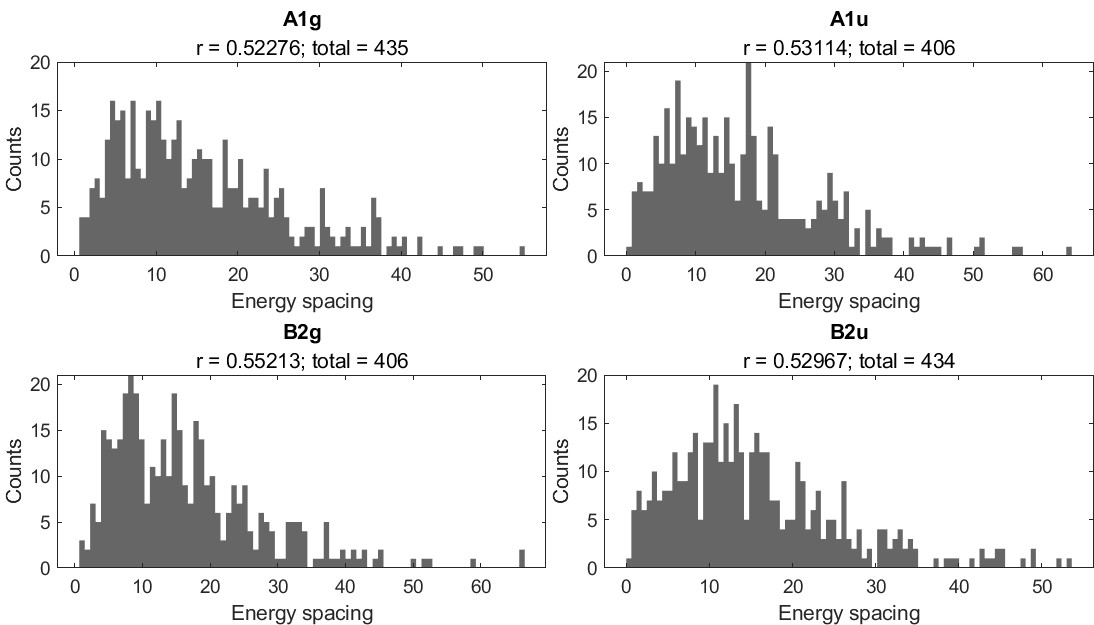 A1g
r = 0.52276; total = 435
20
15
10
5
0
Counts
0 10 20 30 40 50
Energy spacing
A1u
r = 0.53114; total = 406
20
15
10
5
0
Counts
0 10 20 30 40 50 60
Energy spacing
B2g
r = 0.55213; total = 406
20
15
10
5
0
Counts
0 10 20 30 40 50 60
Energy spacing
B2u
r = 0.52967; total = 434
20
15
10
5
0
Counts
0 10 20 30 40 50
Energy spacing